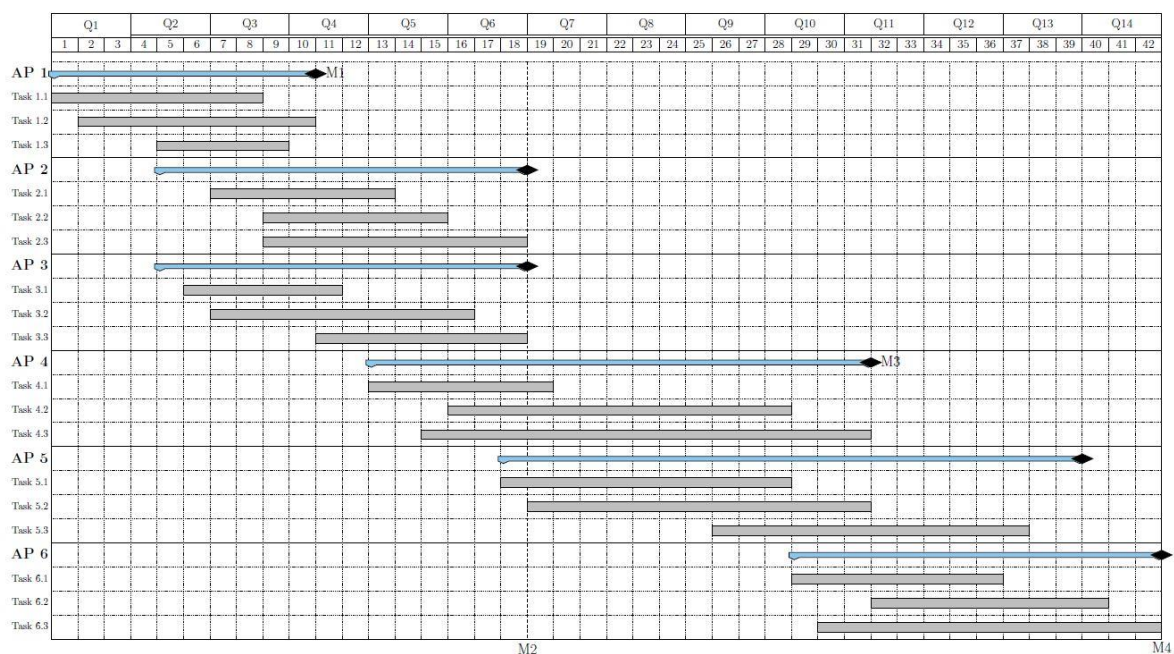 Q1 Q2 Q3 Q4 Q5 Q6 Q7 Q8 Q9 Q10 Q11 Q12 Q13 Q14
1 2 3 4 5 6 7 8 9 10 11 12 13 14 15 16 17 18 19 20 21 22 23 24 25 26 27 28 29 30 31 32 33 34 35 36 37 38 39 40 41 42
AP 1 M1
Task 1.1
Task 1.2
Task 1.3
AP 2
Task 2.1
Task 2.2
Task 2.3
AP 3
Task 3.1
Task 3.2
Task 3.3
AP 4 M3
Task 4.1
Task 4.2
Task 4.3
AP 5
Task 5.1
Task 5.2
Task 5.3
AP 6
Task 6.1
Task 6.2
Task 6.3
M2 M4